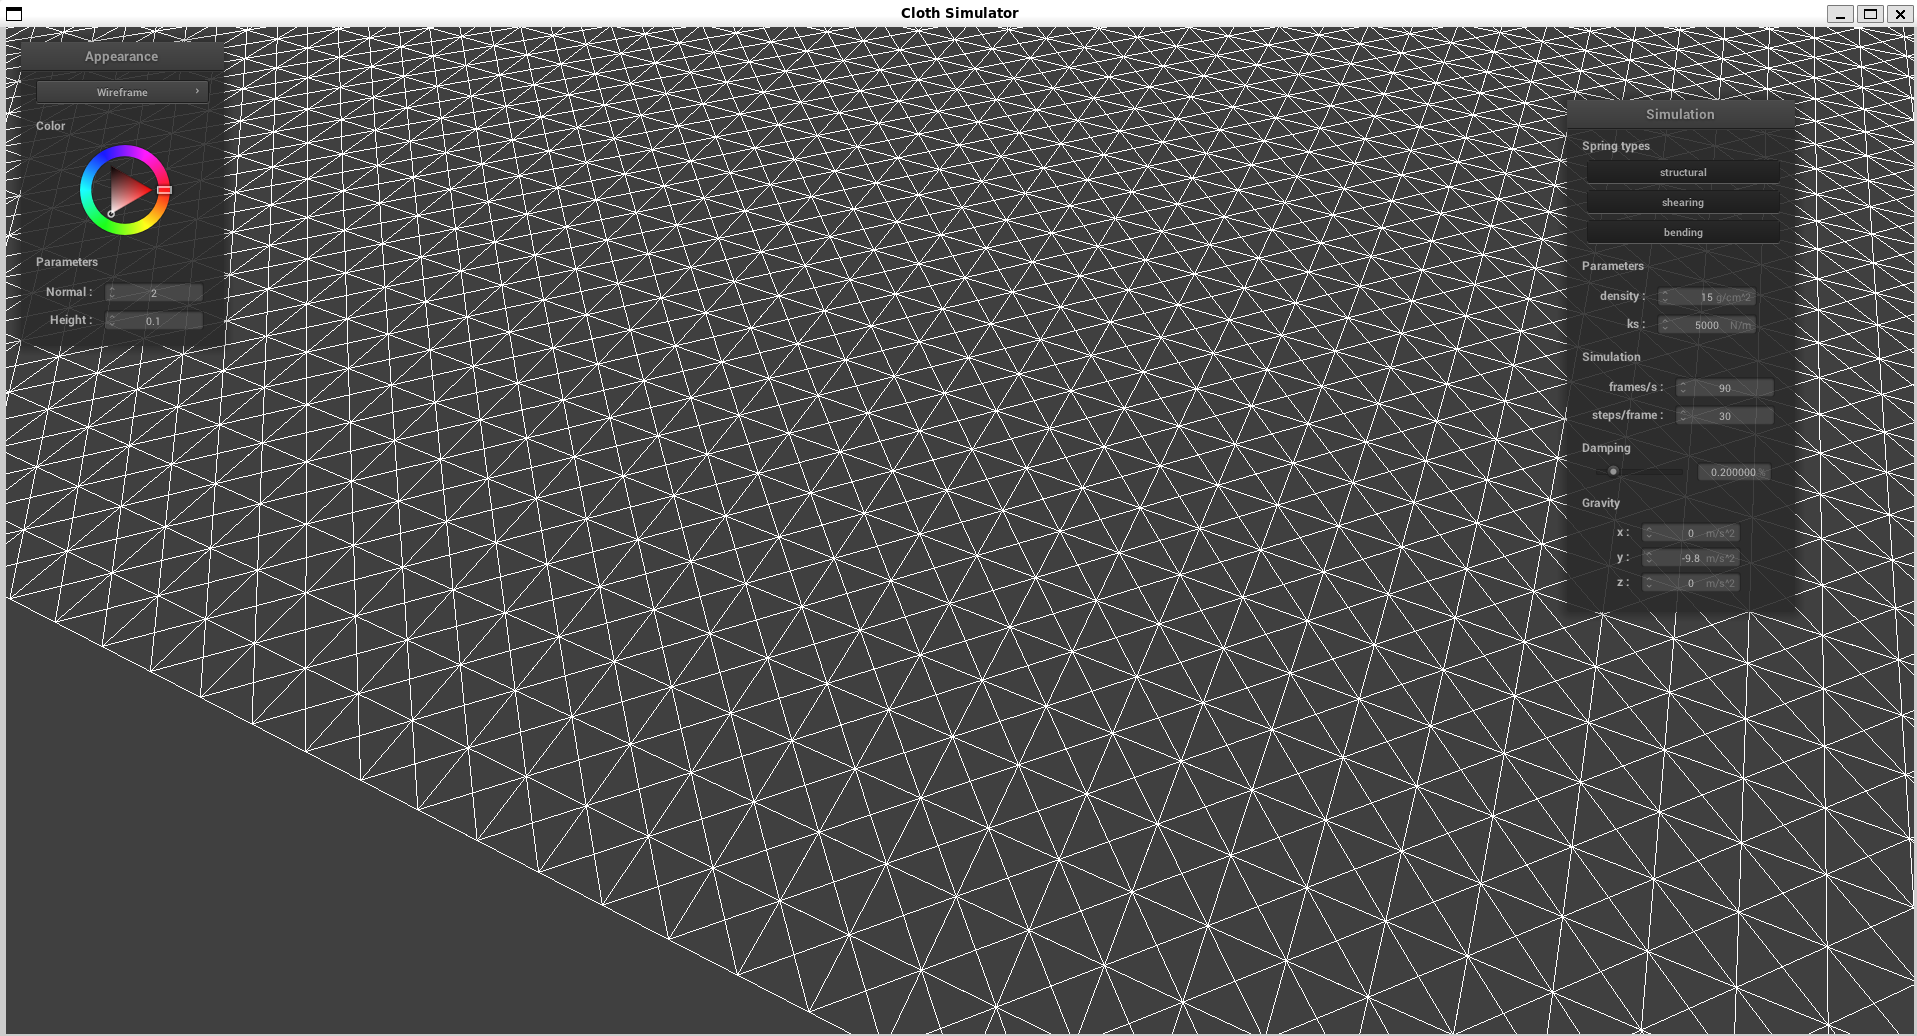 Cloth Simulator
Appearance
Wireframe
Color
Parameters
Normal : 2
Height : 0.1
Simulation
Spring types
structural
shearing
bending
Parameters
density : 15 g/cm^2
ks : 5000 N/m
Simulation
frames/s : 90
steps/frame : 30
Damping
0.200000 %
Gravity
x : 0 m/s^2
y : -9.8 m/s^2
z : 0 m/s^2